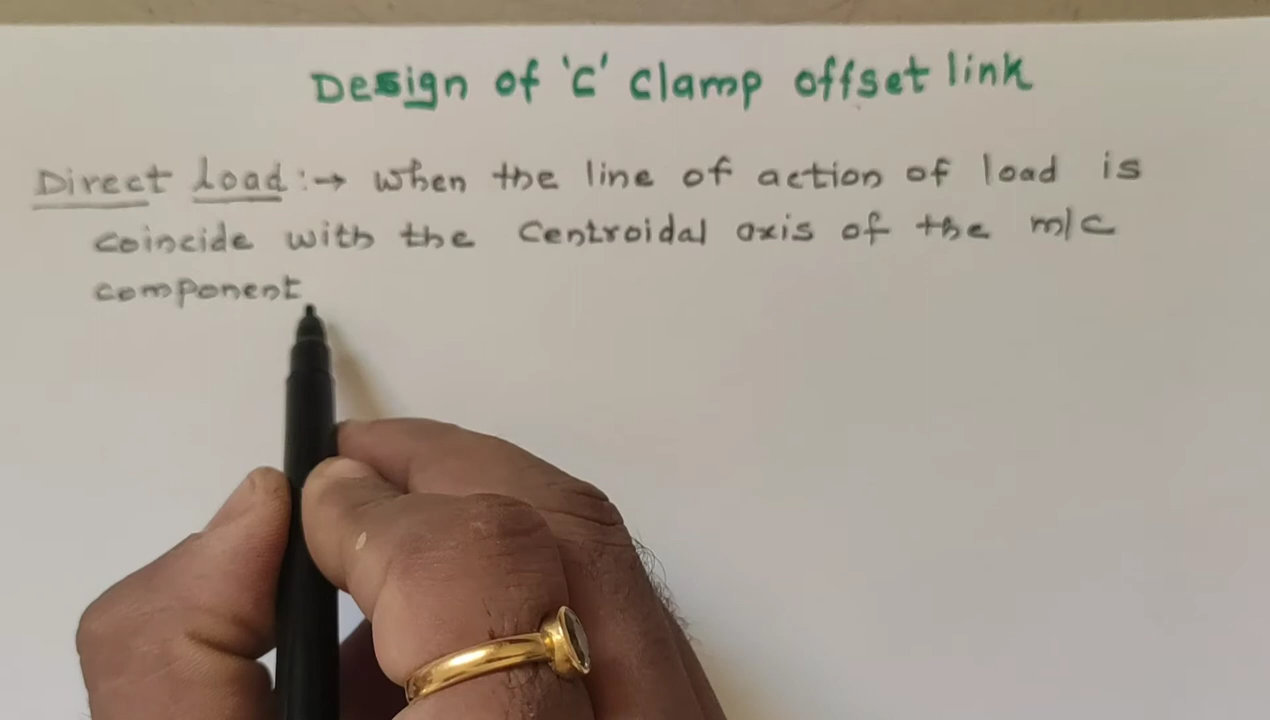 Design of 'C' Clamp offset link
Direct Load :→ When the line of action of load is
coincide with the Centroidal axis of the m/c
component